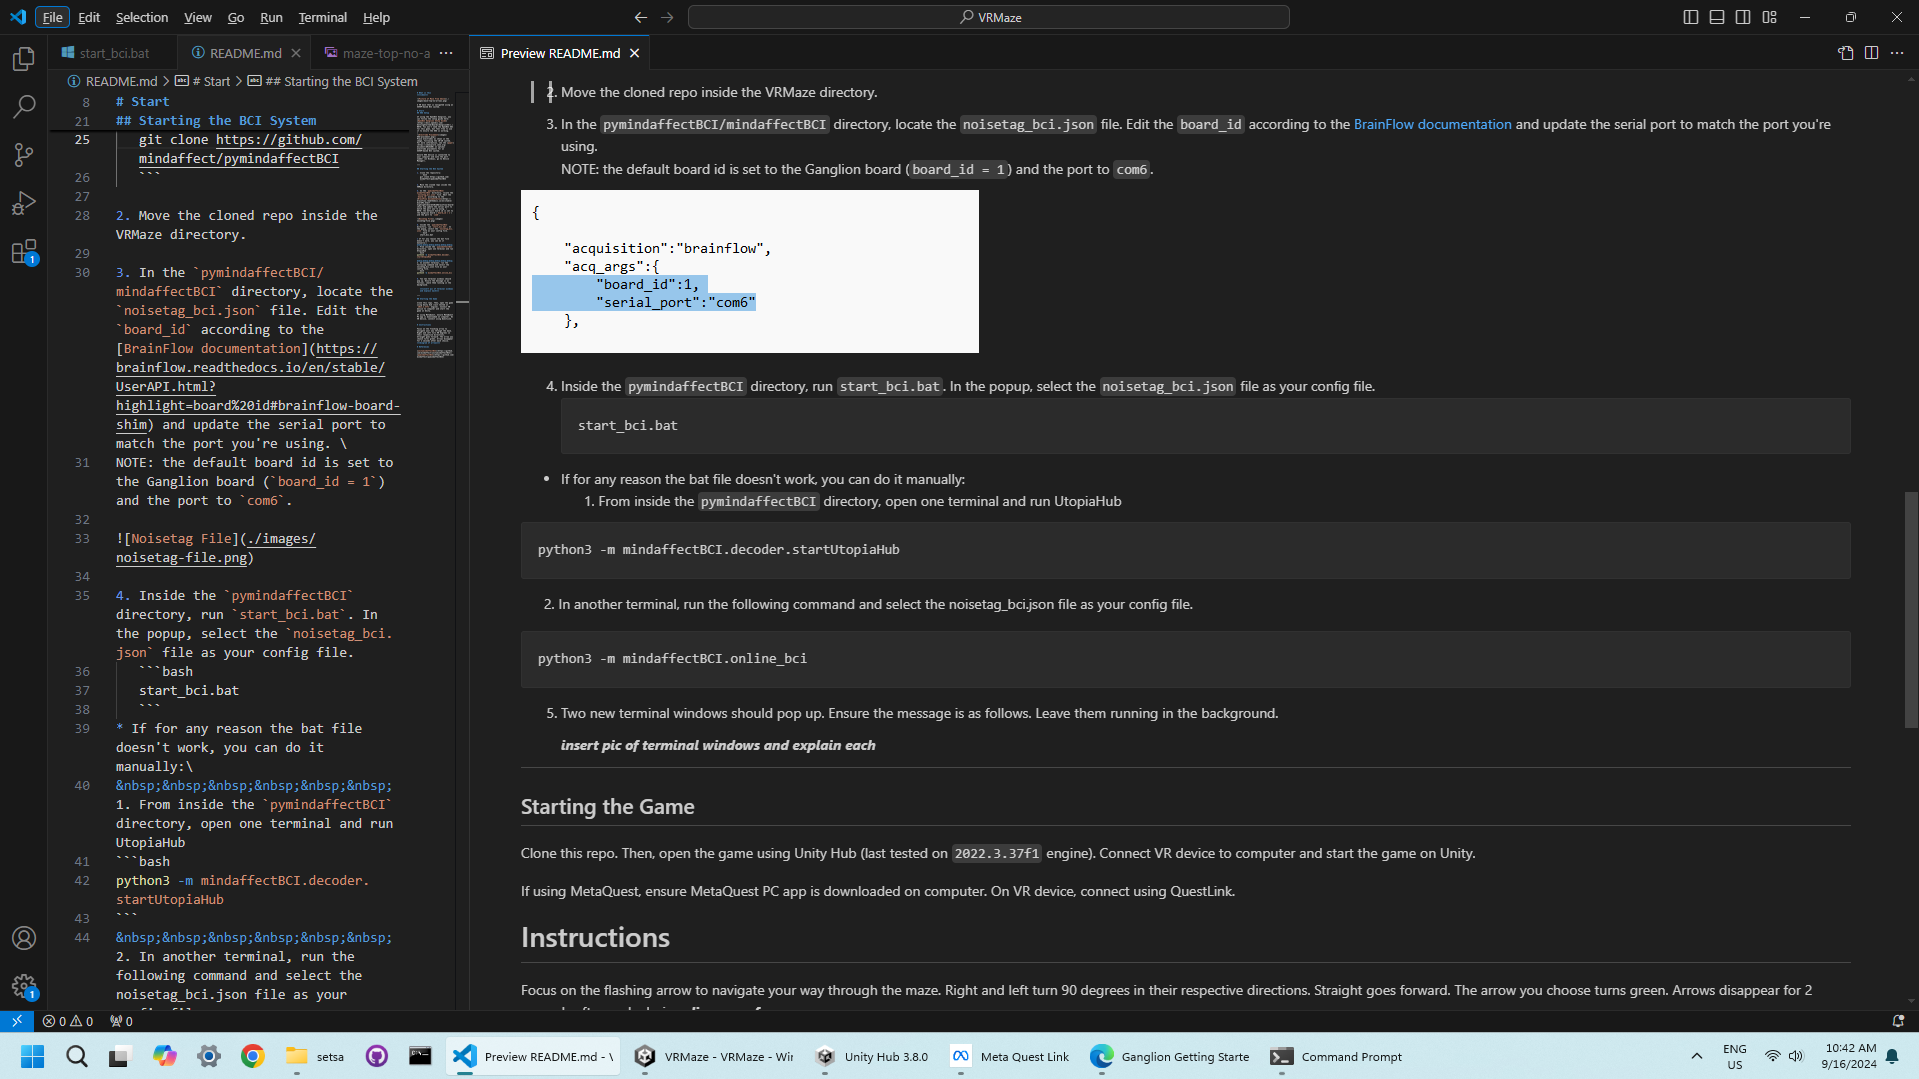 File Edit Selection View Go Run Terminal Help
VRMaze
start_bci.bat
README.md
maze-top-no-a
Preview README.md
README.md > # Start > ## Starting the BCI System
8 # Start
21 ## Starting the BCI System
25 git clone https://github.com/
mindaffect/pymindaffectBCI
26 ```
27
28 2. Move the cloned repo inside the
VRMaze directory.
29
30 3. In the `pymindaffectBCI/
mindaffectBCI` directory, locate the
`noisetag_bci.json` file. Edit the
`board_id` according to the
[BrainFlow documentation](https://
brainflow.readthedocs.io/en/stable/
UserAPI.html?
highlight=board%20id#brainflow-board-
shim) and update the serial port to
match the port you're using. \
31 NOTE: the default board id is set to
the Ganglion board (`board_id = 1`)
and the port to `com6`.
32
33 ![Noisetag File](./images/
noisetag-file.png)
34
35 4. Inside the `pymindaffectBCI`
directory, run `start_bci.bat`. In
the popup, select the `noisetag_bci.
json` file as your config file.
36 ```bash
37 start_bci.bat
38 ```
39 * If for any reason the bat file
doesn't work, you can do it
manually:\
40 &nbsp;&nbsp;&nbsp;&nbsp;&nbsp;&nbsp;
1. From inside the `pymindaffectBCI`
directory, open one terminal and run
UtopiaHub
41 ```bash
42 python3 -m mindaffectBCI.decoder.
startUtopiaHub
43 ```
44 &nbsp;&nbsp;&nbsp;&nbsp;&nbsp;&nbsp;
2. In another terminal, run the
following command and select the
noisetag_bci.json file as your
2. Move the cloned repo inside the VRMaze directory.
3. In the pymindaffectBCI/mindaffectBCI directory, locate the noisetag_bci.json file. Edit the board_id according to the BrainFlow documentation and update the serial port to match the port you're
using.
NOTE: the default board id is set to the Ganglion board (board_id = 1) and the port to com6.
{
"acquisition":"brainflow",
"acq_args":{
"board_id":1,
"serial_port":"com6"
},
4. Inside the pymindaffectBCI directory, run start_bci.bat. In the popup, select the noisetag_bci.json file as your config file.
start_bci.bat
• If for any reason the bat file doesn't work, you can do it manually:
1. From inside the pymindaffectBCI directory, open one terminal and run UtopiaHub
python3 -m mindaffectBCI.decoder.startUtopiaHub
2. In another terminal, run the following command and select the noisetag_bci.json file as your config file.
python3 -m mindaffectBCI.online_bci
5. Two new terminal windows should pop up. Ensure the message is as follows. Leave them running in the background.
insert pic of terminal windows and explain each
Starting the Game
Clone this repo. Then, open the game using Unity Hub (last tested on 2022.3.37f1 engine). Connect VR device to computer and start the game on Unity.
If using MetaQuest, ensure MetaQuest PC app is downloaded on computer. On VR device, connect using QuestLink.
Instructions
Focus on the flashing arrow to navigate your way through the maze. Right and left turn 90 degrees in their respective directions. Straight goes forward. The arrow you choose turns green. Arrows disappear for 2
1
1
0 0
0
setsa
Preview README.md - V
VRMaze - VRMaze - Wir
Unity Hub 3.8.0
Meta Quest Link
Ganglion Getting Starte
Command Prompt
ENG
US
10:42 AM
9/16/2024